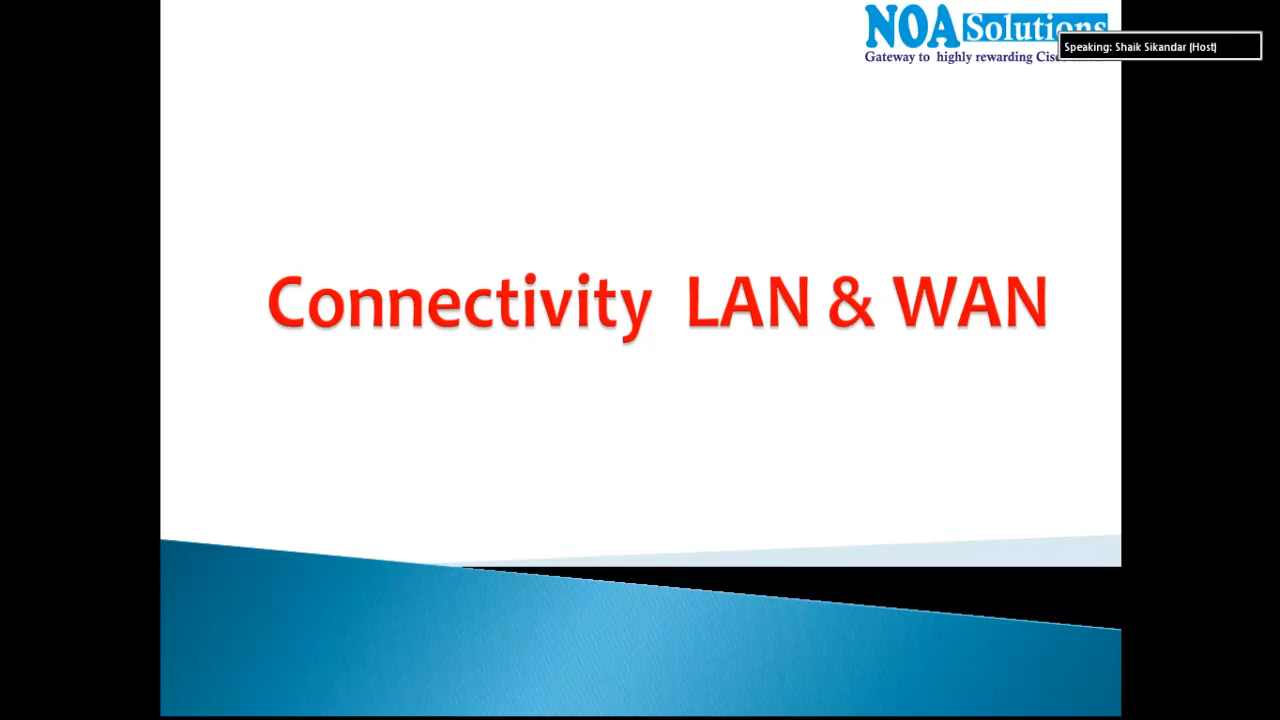 NOA Solutions
Speaking: Shaik Sikandar (Host)
Gateway to highly rewarding
Connectivity LAN & WAN